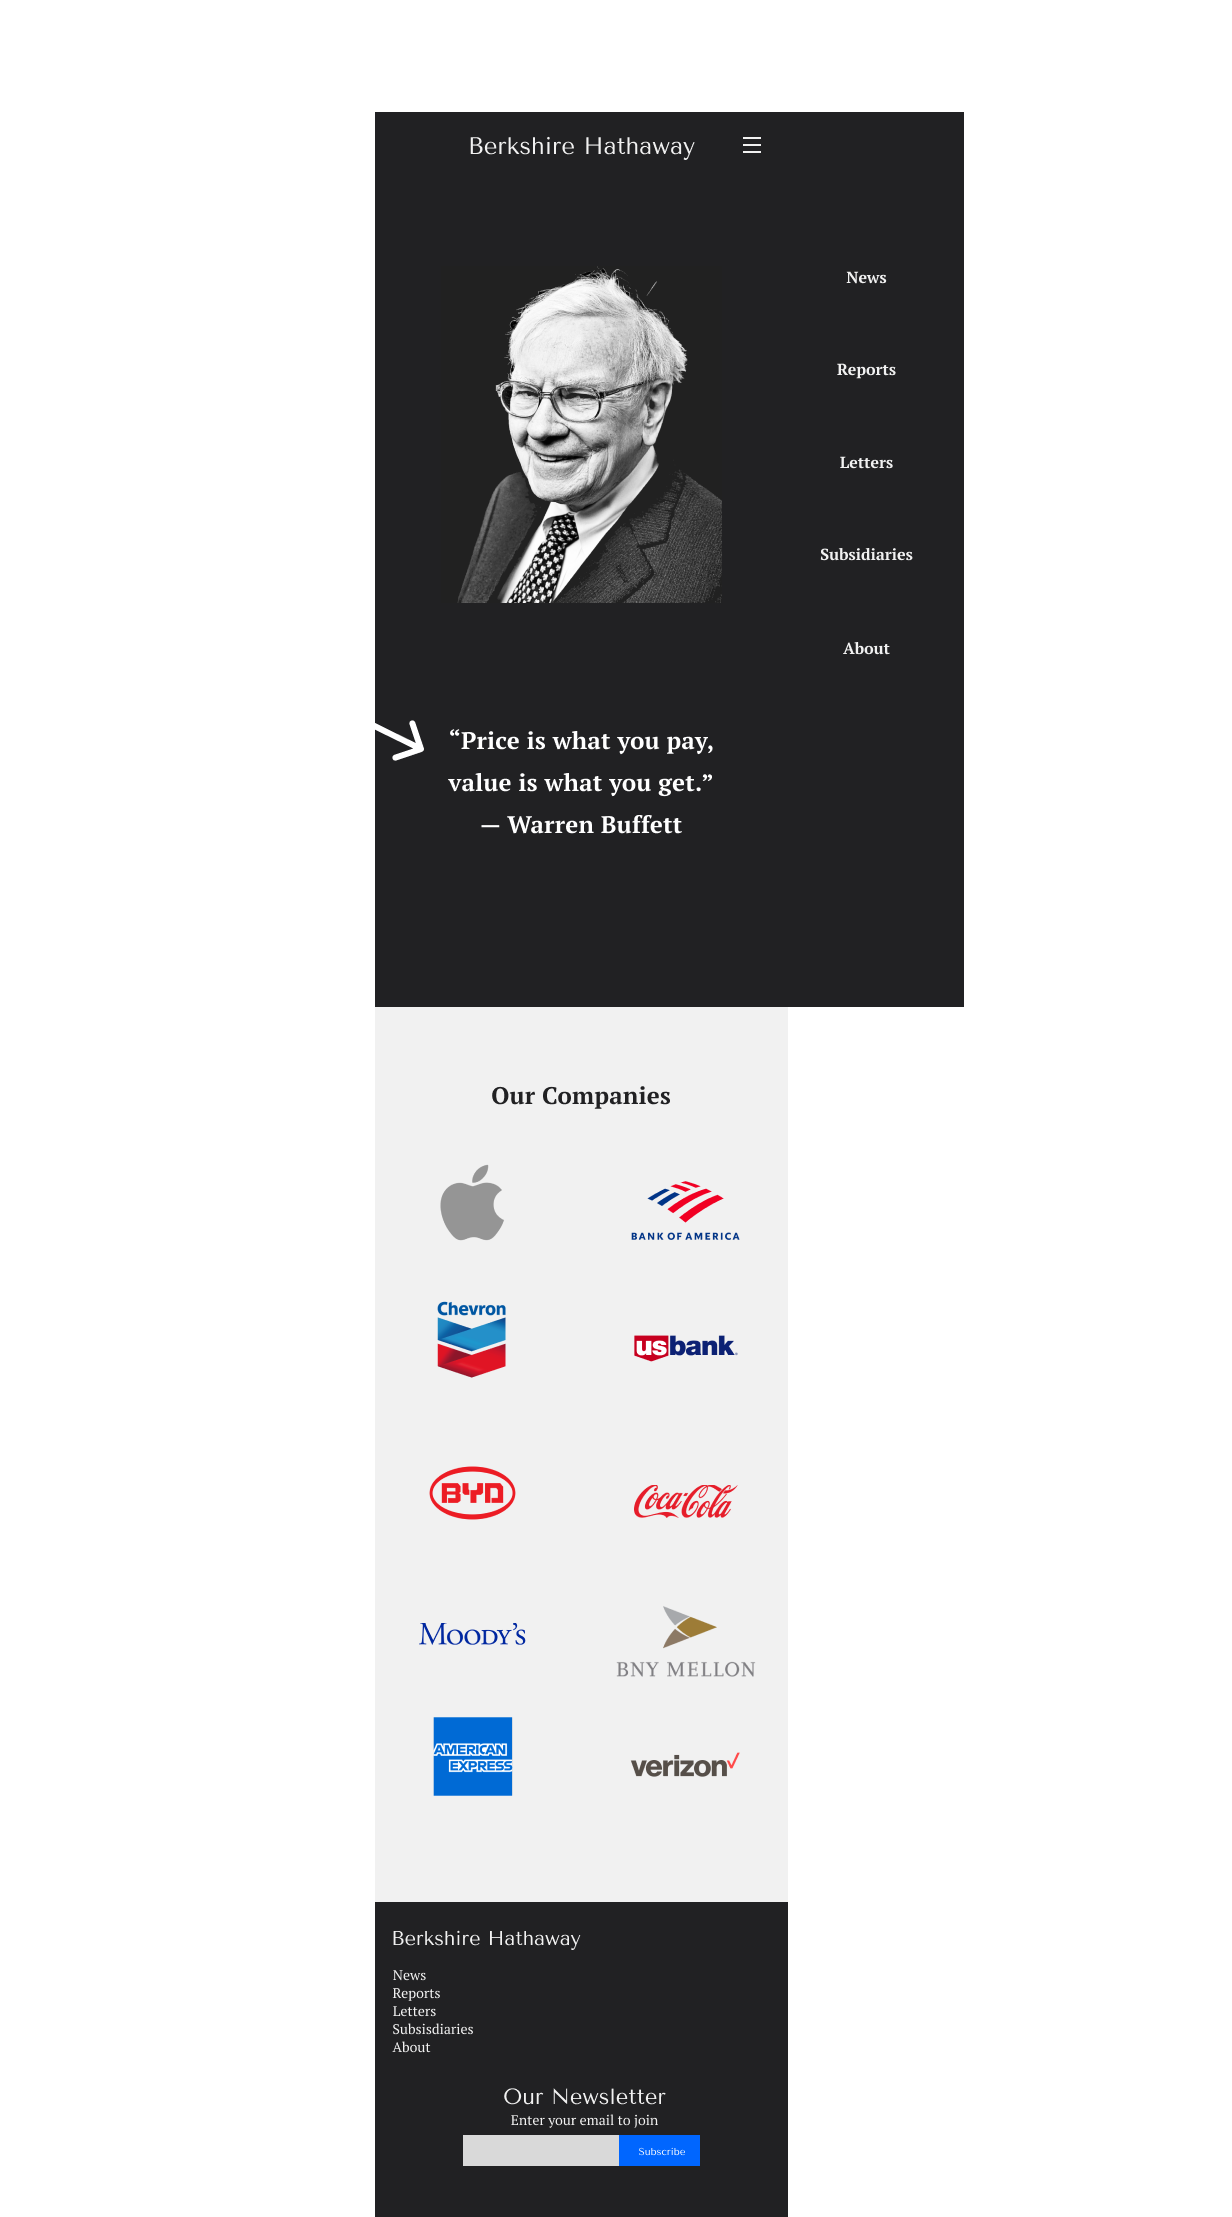 Berkshire Hathaway
News
Reports
Letters
Subsidiaries
About
“Price is what you pay,
value is what you get.”
— Warren Buffett
Our Companies
BANK OF AMERICA
Chevron
usbank
BYD
Coca-Cola
MOODY’S
BNY MELLON
AMERICAN
EXPRESS
verizon
Berkshire Hathaway
News
Reports
Letters
Subsisdiaries
About
Our Newsletter
Enter your email to join
Subscribe